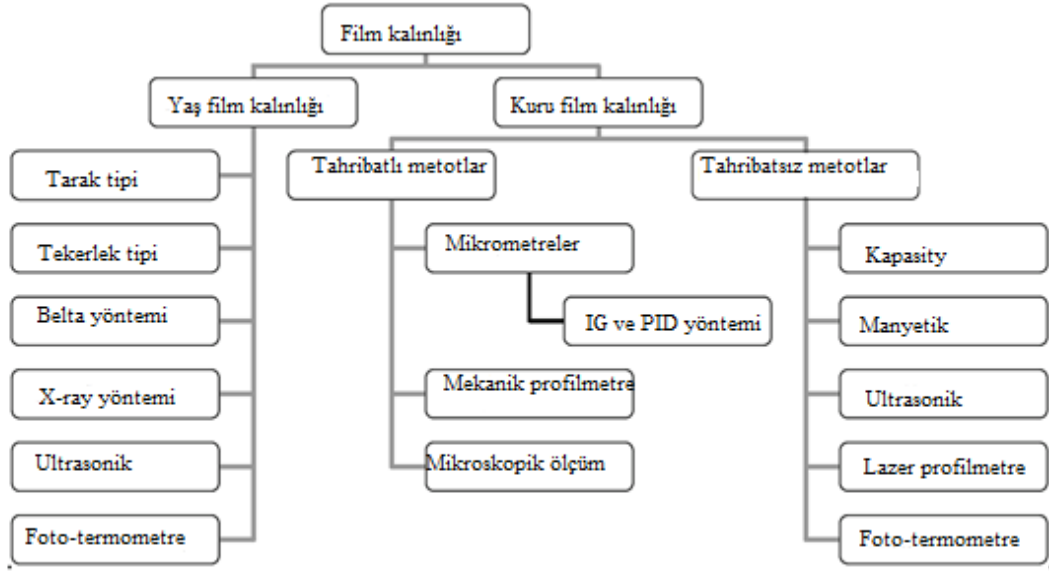 Film kalınlığı
Yaş film kalınlığı
Kuru film kalınlığı
Tarak tipi
Tekerlek tipi
Belta yöntemi
X-ray yöntemi
Ultrasonik
Foto-termometre
Tahribatlı metotlar
Mikrometreler
IG ve PID yöntemi
Mekanik profilmetre
Mikroskopik ölçüm
Tahribatsız metotlar
Kapasity
Manyetik
Ultrasonik
Lazer profilmetre
Foto-termometre